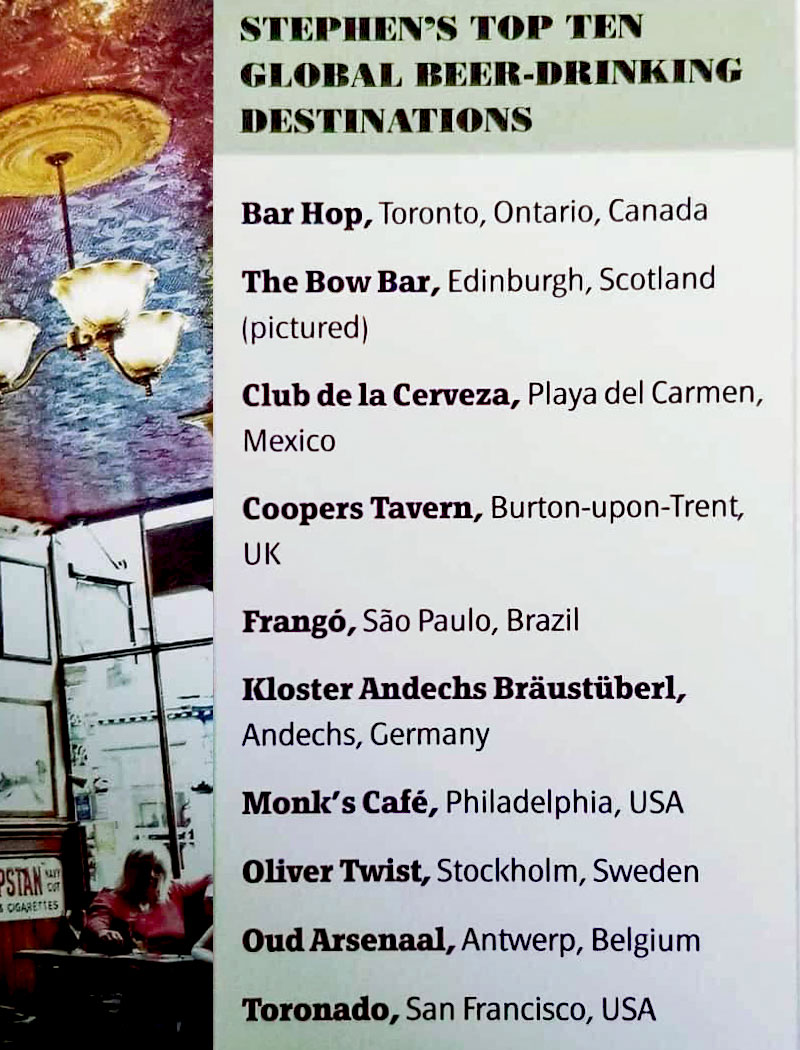 STEPHEN'S TOP TEN
GLOBAL BEER-DRINKING
DESTINATIONS
Bar Hop, Toronto, Ontario, Canada
The Bow Bar, Edinburgh, Scotland
(pictured)
Club de la Cerveza, Playa del Carmen,
Mexico
Coopers Tavern, Burton-upon-Trent,
UK
Frangó, São Paulo, Brazil
Kloster Andechs Bräustüberl,
Andechs, Germany
Monk's Café, Philadelphia, USA
Oliver Twist, Stockholm, Sweden
Oud Arsenaal, Antwerp, Belgium
Toronado, San Francisco, USA
PSTAN NAVY
CUT
& CIGARETTES